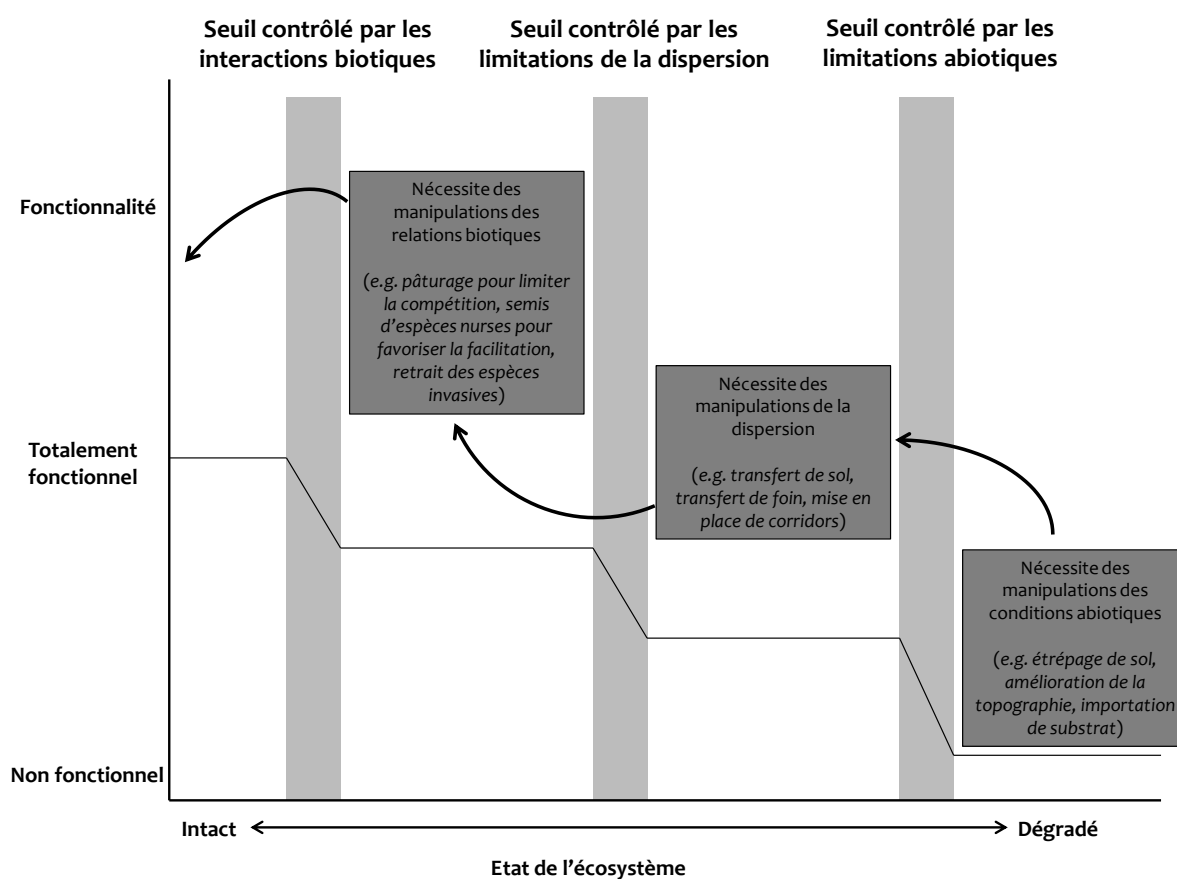 Seuil contrôlé par les
interactions biotiques
Seuil contrôlé par les
limitations de la dispersion
Seuil contrôlé par les
limitations abiotiques
Fonctionnalité
Nécessite des
manipulations des
relations biotiques
(e.g. pâturage pour limiter
la compétition, semis
d'espèces nurses pour
favoriser la facilitation,
retrait des espèces
invasives)
Nécessite des
manipulations de la
dispersion
(e.g. transfert de sol,
transfert de foin, mise en
place de corridors)
Totalement
fonctionnel
Nécessite des
manipulations des
conditions abiotiques
(e.g. étrépage de sol,
amélioration de la
topographie, importation
de substrat)
Non fonctionnel
Intact
Dégradé
Etat de l'écosystème